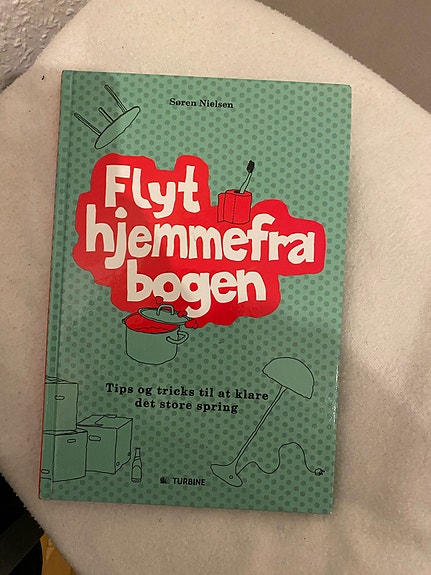 Søren Nielsen
Flyt
hjemmefra
bogen
Tips og tricks til at klare
det store spring
TURBINE